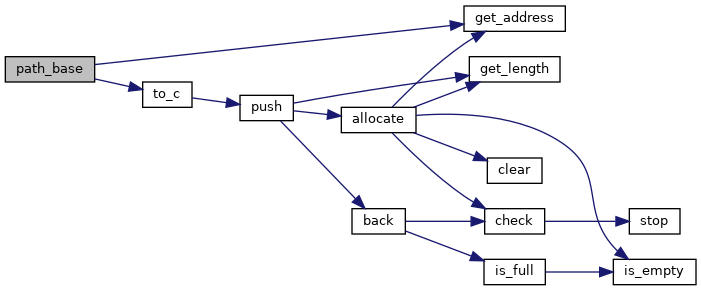 path_base
to_c
push
get_address
get_length
allocate
clear
back
check
stop
is_full
is_empty